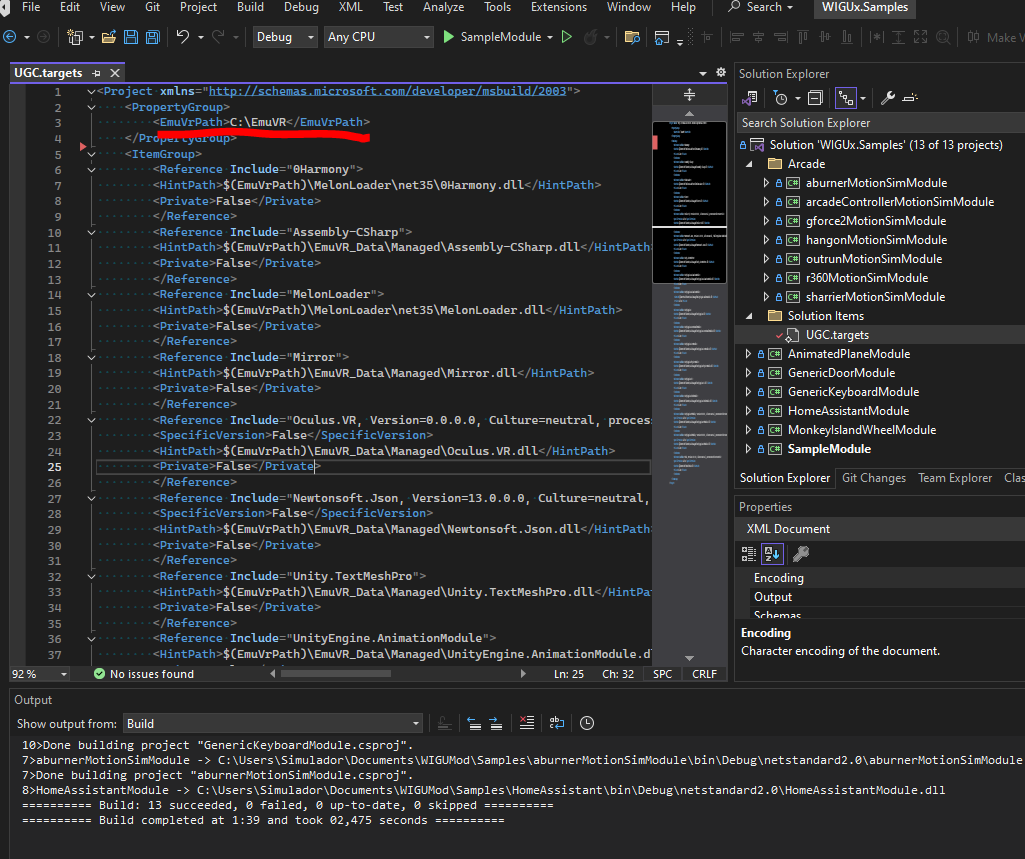 File Edit View Git Project Build Debug XML Test Analyze Tools Extensions Window Help Search WIGUx.Samples
Debug Any CPU SampleModule Make
UGC.targets
1 <Project xmlns="http://schemas.microsoft.com/developer/msbuild/2003">
2 <PropertyGroup>
3 <EmuVrPath>C:\EmuVR</EmuVrPath>
4 </PropertyGroup>
5 <ItemGroup>
6 <Reference Include="0Harmony">
7 <HintPath>$(EmuVrPath)\MelonLoader\net35\0Harmony.dll</HintPath>
8 <Private>False</Private>
9 </Reference>
10 <Reference Include="Assembly-CSharp">
11 <HintPath>$(EmuVrPath)\EmuVR_Data\Managed\Assembly-CSharp.dll</HintPath
12 <Private>False</Private>
13 </Reference>
14 <Reference Include="MelonLoader">
15 <HintPath>$(EmuVrPath)\MelonLoader\net35\MelonLoader.dll</HintPath>
16 <Private>False</Private>
17 </Reference>
18 <Reference Include="Mirror">
19 <HintPath>$(EmuVrPath)\EmuVR_Data\Managed\Mirror.dll</HintPath>
20 <Private>False</Private>
21 </Reference>
22 <Reference Include="Oculus.VR, Version=0.0.0.0, Culture=neutral, proces
23 <SpecificVersion>False</SpecificVersion>
24 <HintPath>$(EmuVrPath)\EmuVR_Data\Managed\Oculus.VR.dll</HintPath>
25 <Private>False</Private>
26 </Reference>
27 <Reference Include="Newtonsoft.Json, Version=13.0.0.0, Culture=neutral,
28 <SpecificVersion>False</SpecificVersion>
29 <HintPath>$(EmuVrPath)\EmuVR_Data\Managed\Newtonsoft.Json.dll</HintPath
30 <Private>False</Private>
31 </Reference>
32 <Reference Include="Unity.TextMeshPro">
33 <HintPath>$(EmuVrPath)\EmuVR_Data\Managed\Unity.TextMeshPro.dll</HintPa
34 <Private>False</Private>
35 </Reference>
36 <Reference Include="UnityEngine.AnimationModule">
37 <HintPath>$(EmuVrPath)\EmuVR_Data\Managed\UnityEngine.AnimationModule.d
92 % No issues found Ln: 25 Ch: 32 SPC CRLF
Solution Explorer
Search Solution Explorer
Solution 'WIGUx.Samples' (13 of 13 projects)
Arcade
C# aburnerMotionSimModule
C# arcadeControllerMotionSimModule
C# gforce2MotionSimModule
C# hangonMotionSimModule
C# outrunMotionSimModule
C# r360MotionSimModule
C# sharrierMotionSimModule
Solution Items
UGC.targets
C# AnimatedPlaneModule
C# GenericDoorModule
C# GenericKeyboardModule
C# HomeAssistantModule
C# MonkeyIslandWheelModule
C# SampleModule
Solution Explorer Git Changes Team Explorer Clas
Properties
XML Document
Encoding
Output
Schemas
Encoding
Character encoding of the document.
Output
Show output from: Build
10>Done building project "GenericKeyboardModule.csproj".
7>aburnerMotionSimModule -> C:\Users\Simulador\Documents\WIGUMod\Samples\aburnerMotionSimModule\bin\Debug\netstandard2.0\aburnerMotionSimModule
7>Done building project "aburnerMotionSimModule.csproj".
8>HomeAssistantModule -> C:\Users\Simulador\Documents\WIGUMod\Samples\HomeAssistant\bin\Debug\netstandard2.0\HomeAssistantModule.dll
========== Build: 13 succeeded, 0 failed, 0 up-to-date, 0 skipped ==========
========== Build completed at 1:39 and took 02,475 seconds ==========